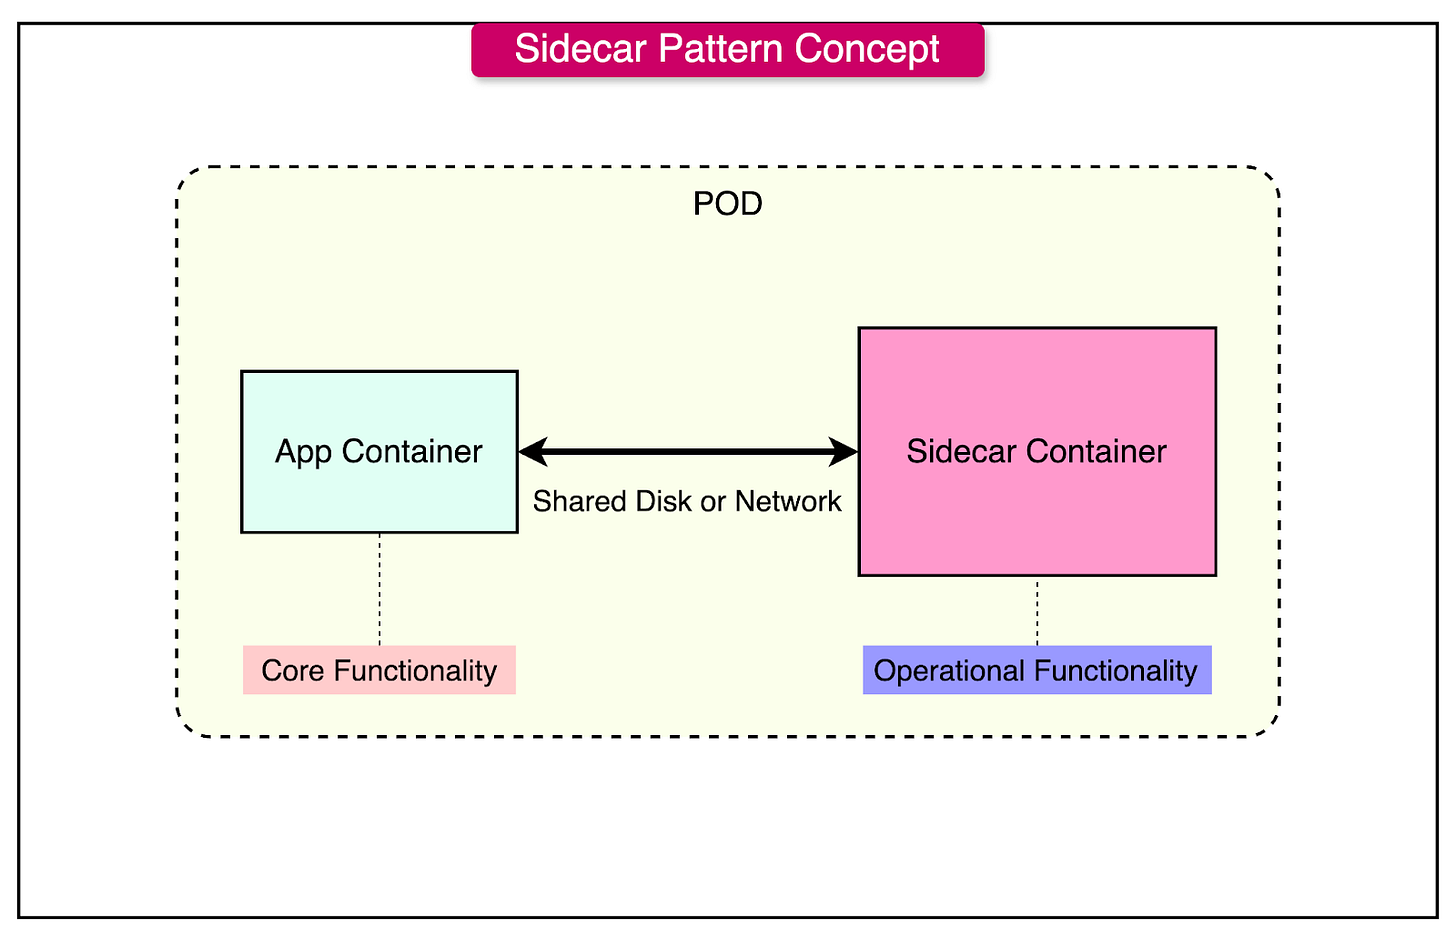 Sidecar Pattern Concept
POD
App Container
Shared Disk or Network
Sidecar Container
Core Functionality
Operational Functionality